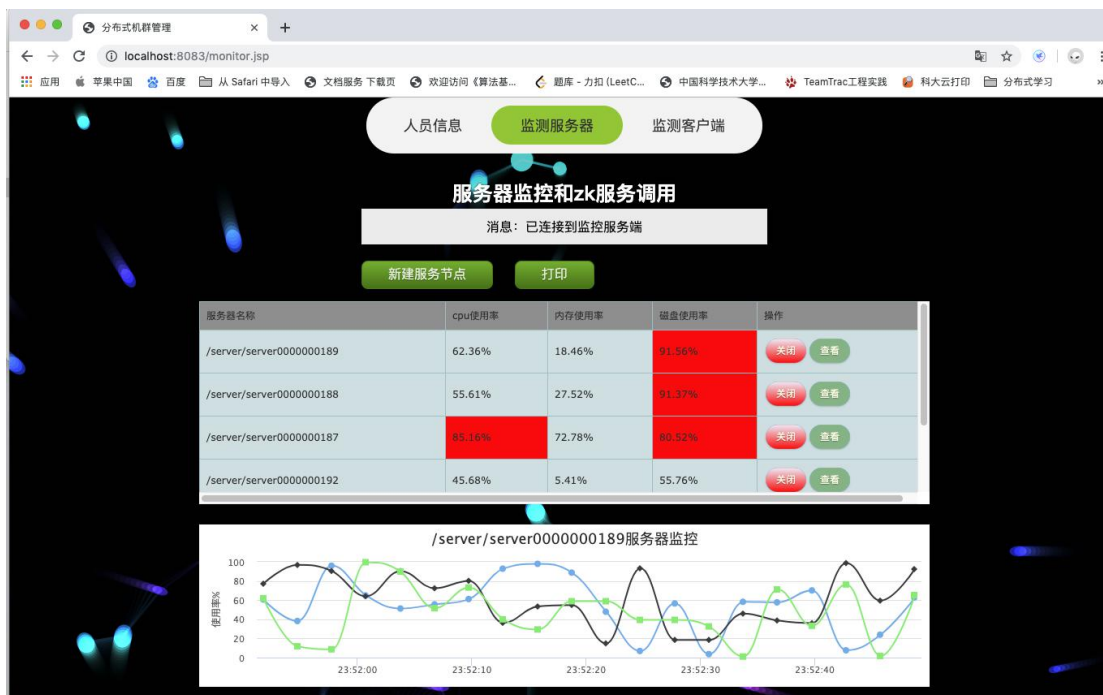 分布式机群管理
localhost:8083/monitor.jsp
应用 苹果中国 百度 从 Safari 中导入 文档服务 下载页 欢迎访问《算法基... 题库 - 力扣 (LeetC... 中国科学技术大学... TeamTrac工程实践 科大云打印 分布式学习
人员信息 监测服务器 监测客户端
服务器监控和zk服务调用
消息：已连接到监控服务端
新建服务节点 打印
服务器名称 cpu使用率 内存使用率 磁盘使用率 操作
/server/server0000000189 62.36% 18.46% 91.56% 关闭 查看
/server/server0000000188 55.61% 27.52% 91.37% 关闭 查看
/server/server0000000187 85.16% 72.78% 80.52% 关闭 查看
/server/server0000000192 45.68% 5.41% 55.76% 关闭 查看
/server/server0000000189服务器监控
使用率%
100
80
60
40
20
0
23:52:00 23:52:10 23:52:20 23:52:30 23:52:40